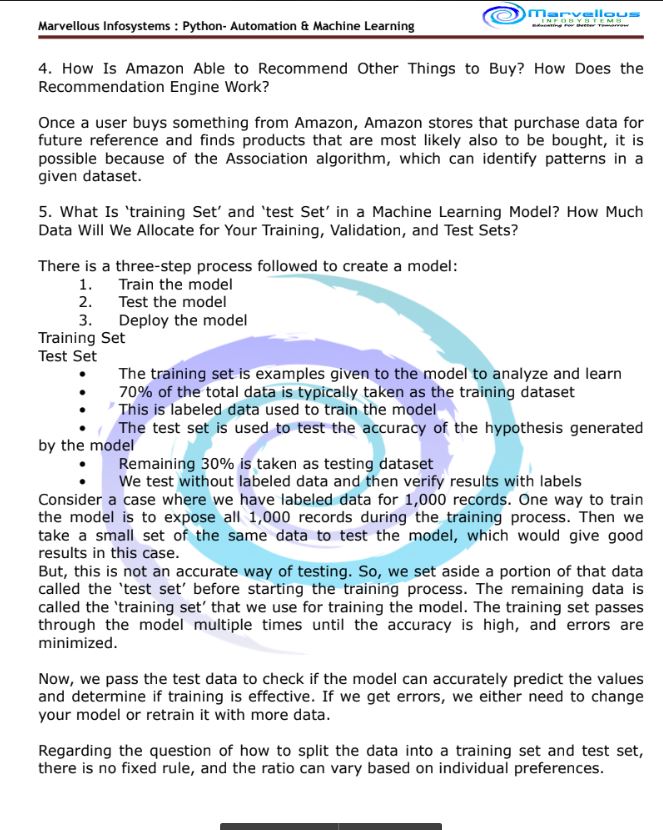 Marvellous Infosystems : Python- Automation & Machine Learning
Marvellous
INFOSYSTEMS
Educating For Better Tomorrow
4. How Is Amazon Able to Recommend Other Things to Buy? How Does the
Recommendation Engine Work?
Once a user buys something from Amazon, Amazon stores that purchase data for
future reference and finds products that are most likely also to be bought, it is
possible because of the Association algorithm, which can identify patterns in a
given dataset.
5. What Is ‘training Set’ and ‘test Set’ in a Machine Learning Model? How Much
Data Will We Allocate for Your Training, Validation, and Test Sets?
There is a three-step process followed to create a model:
1. Train the model
2. Test the model
3. Deploy the model
Training Set
Test Set
• The training set is examples given to the model to analyze and learn
• 70% of the total data is typically taken as the training dataset
• This is labeled data used to train the model
• The test set is used to test the accuracy of the hypothesis generated
by the model
• Remaining 30% is taken as testing dataset
• We test without labeled data and then verify results with labels
Consider a case where we have labeled data for 1,000 records. One way to train
the model is to expose all 1,000 records during the training process. Then we
take a small set of the same data to test the model, which would give good
results in this case.
But, this is not an accurate way of testing. So, we set aside a portion of that data
called the ‘test set’ before starting the training process. The remaining data is
called the ‘training set’ that we use for training the model. The training set passes
through the model multiple times until the accuracy is high, and errors are
minimized.
Now, we pass the test data to check if the model can accurately predict the values
and determine if training is effective. If we get errors, we either need to change
your model or retrain it with more data.
Regarding the question of how to split the data into a training set and test set,
there is no fixed rule, and the ratio can vary based on individual preferences.